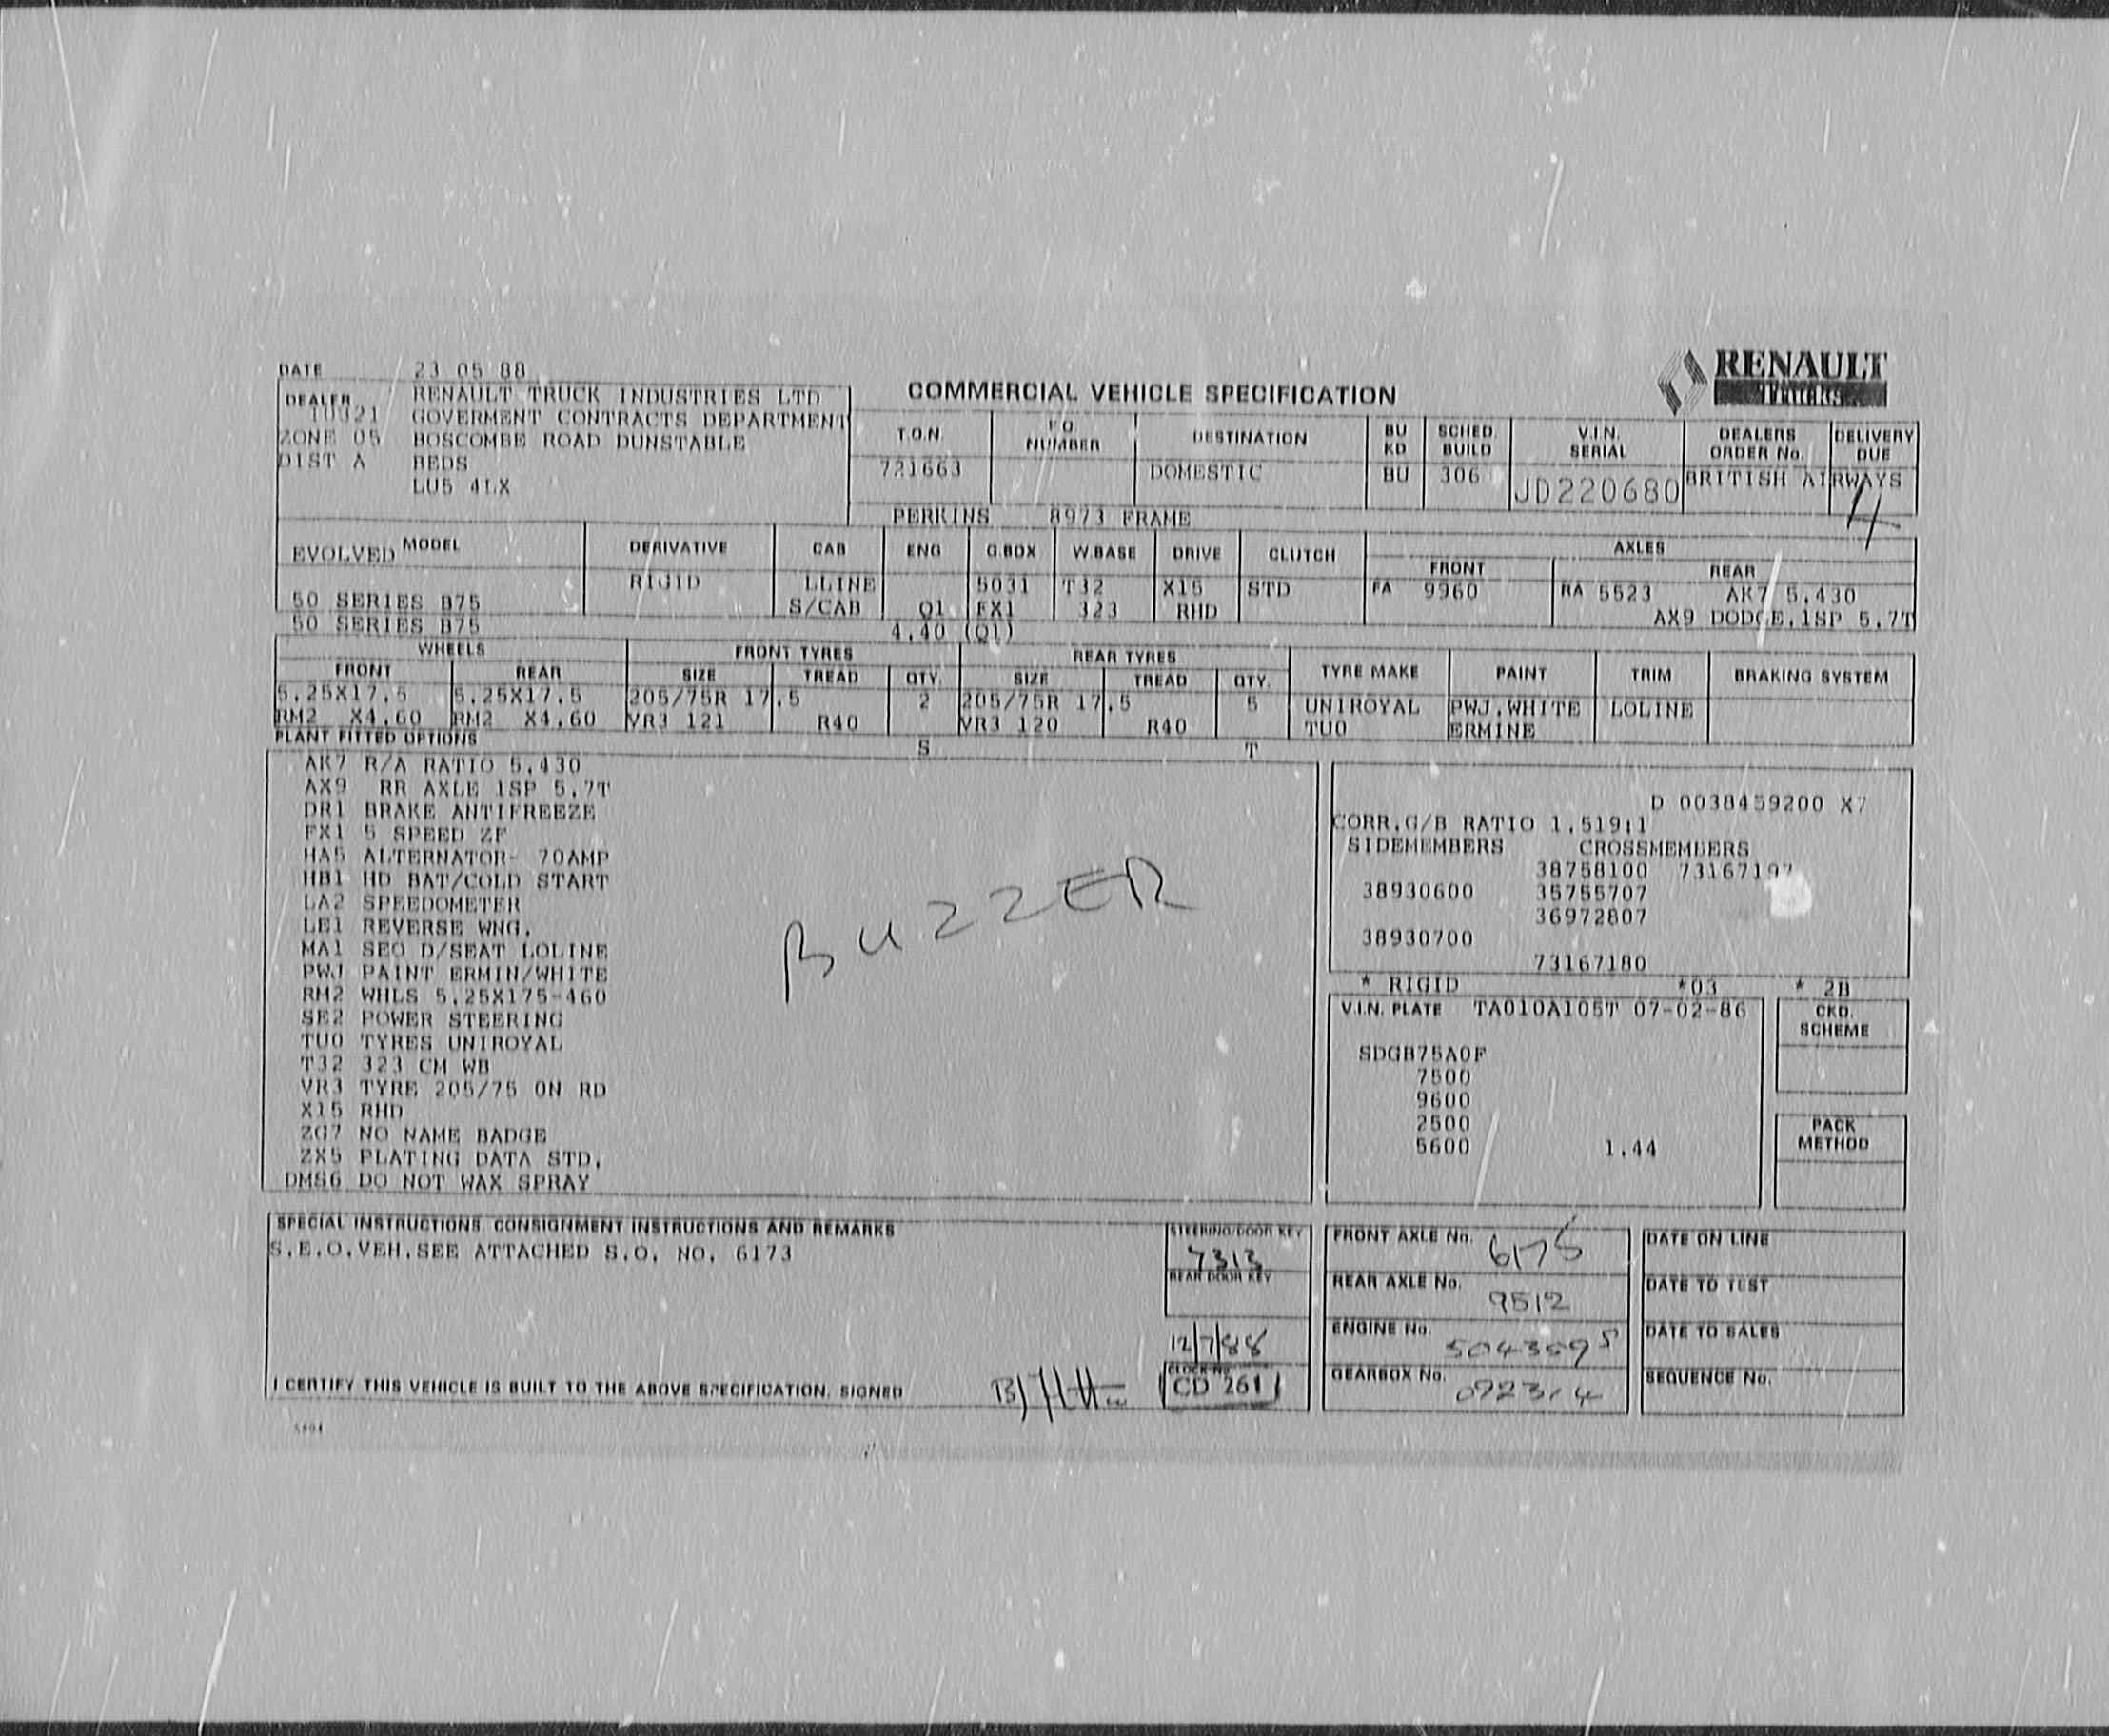 DATE 23 05 88
RENAULT TRUCKS
DEALER RENAULT TRUCK INDUSTRIES LTD
10321 GOVERMENT CONTRACTS DEPARTMENT
ZONE 05 BOSCOMBE ROAD DUNSTABLE
DIST A BEDS
LU5 4LX
COMMERCIAL VEHICLE SPECIFICATION
T.O.N. NUMBER DESTINATION BU KD SCHED. BUILD V.I.N. SERIAL DEALERS ORDER No. DELIVERY DUE
721663 DOMESTIC BU 306 JD220680 BRITISH AIRWAYS
4
PERKINS 8973 FRAME
EVOLVED MODEL DERIVATIVE CAB ENG G.BOX W.BASE DRIVE CLUTCH AXLES
FRONT REAR
RIGID LLINE 5031 T32 X15 STD FA 9960 RA 5523 AK7 5.430
50 SERIES B75 S/CAB Q1 FX1 323 RHD AX9 DODGE.1SP 5.7T
50 SERIES B75 4.40 (Q1)
WHEELS FRONT TYRES REAR TYRES
FRONT REAR SIZE TREAD QTY. SIZE TREAD QTY. TYRE MAKE PAINT TRIM BRAKING SYSTEM
5.25X17.5 5.25X17.5 205/75R 17.5 2 205/75R 17.5 5 UNIROYAL PWJ.WHITE LOLINE
RM2 X4.60 RM2 X4.60 VR3 121 R40 VR3 120 R40 TU0 ERMINE
PLANT FITTED OPTIONS S T
AK7 R/A RATIO 5.430
AX9 RR AXLE 1SP 5.7T
DR1 BRAKE ANTIFREEZE
FX1 5 SPEED ZF
HA5 ALTERNATOR- 70AMP
HB1 HD BAT/COLD START
LA2 SPEEDOMETER
LE1 REVERSE WNG.
MA1 SEO D/SEAT LOLINE
PWJ PAINT ERMIN/WHITE
RM2 WHLS 5.25X175-460
SE2 POWER STEERING
TU0 TYRES UNIROYAL
T32 323 CM WB
VR3 TYRE 205/75 ON RD
X15 RHD
ZG7 NO NAME BADGE
ZX5 PLATING DATA STD.
DMS6 DO NOT WAX SPRAY
BUZZER
D 0038459200 X7
CORR.G/B RATIO 1.519:1
SIDEMEMBERS CROSSMEMBERS
38758100 73167197
38930600 35755707
36972807
38930700
73167180
* RIGID *03 * 2B
V.I.N. PLATE TA010A105T 07-02-86
SDGB75A0F
7500
9600
2500
5600 1.44
CKD. SCHEME
PACK METHOD
SPECIAL INSTRUCTIONS. CONSIGNMENT INSTRUCTIONS AND REMARKS
S.E.O.VEH.SEE ATTACHED S.O. NO. 6173
I CERTIFY THIS VEHICLE IS BUILT TO THE ABOVE SPECIFICATION. SIGNED
STEERING/DOOR KEY
7313
REAR DOOR KEY
12/7/88
CLOCK No.
CD 261
FRONT AXLE No. 6175
REAR AXLE No. 9512
ENGINE No. 5043595
GEARBOX No.
DATE ON LINE
DATE TO TEST
DATE TO SALES
SEQUENCE No.